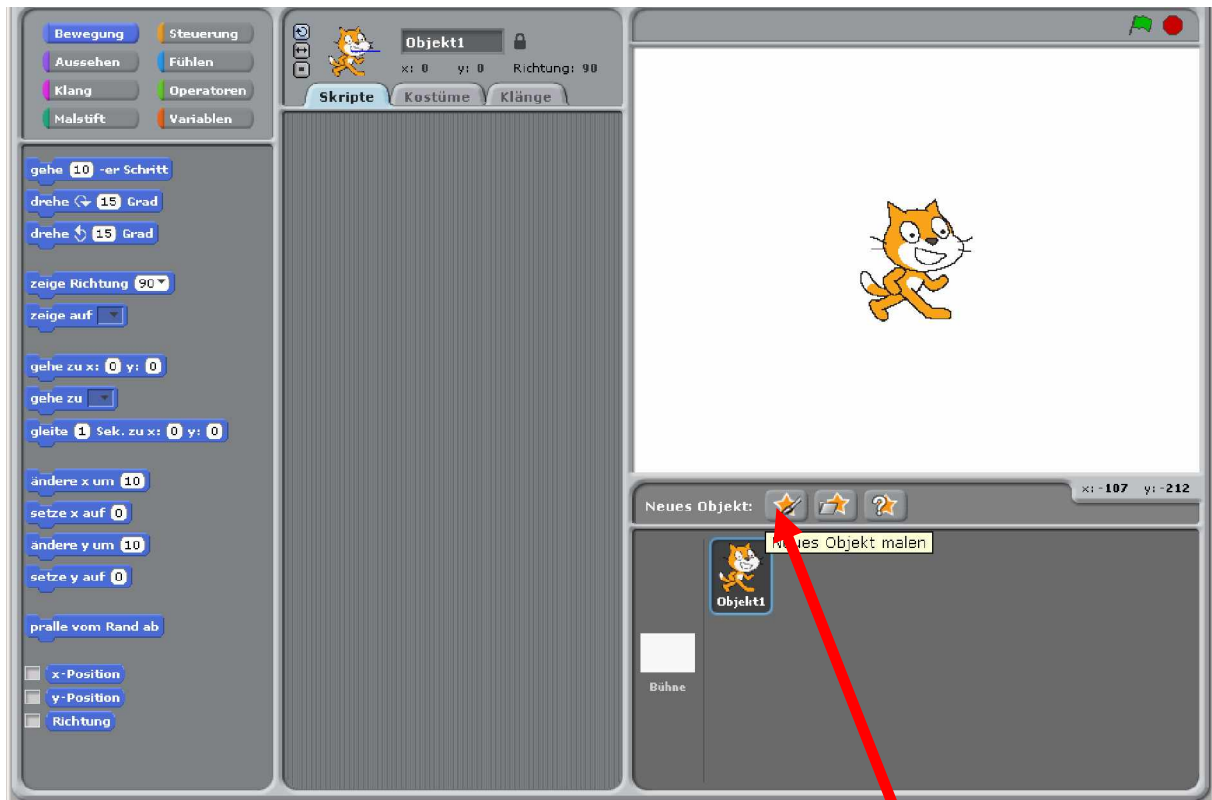 Bewegung Steuerung
Aussehen Fühlen
Klang Operatoren
Malstift Variablen
gehe 10 -er Schritt
drehe 15 Grad
drehe 15 Grad
zeige Richtung 90
zeige auf
gehe zu x: 0 y: 0
gehe zu
gleite 1 Sek. zu x: 0 y: 0
ändere x um 10
setze x auf 0
ändere y um 10
setze y auf 0
pralle vom Rand ab
x-Position
y-Position
Richtung
Objekt1
x: 0 y: 0 Richtung: 90
Skripte Kostüme Klänge
x: -107 y: -212
Neues Objekt:
Neues Objekt malen
Objekt1
Bühne